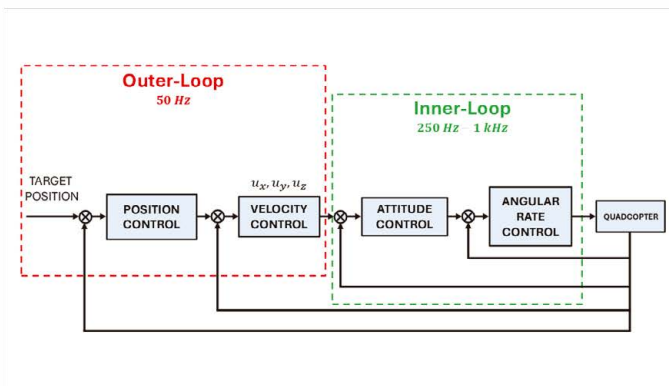 Outer-Loop
50 Hz
Inner-Loop
250 Hz – 1 kHz
TARGET
POSITION
POSITION
CONTROL
u_x, u_y, u_z
VELOCITY
CONTROL
ATTITUDE
CONTROL
ANGULAR
RATE
CONTROL
QUADCOPTER